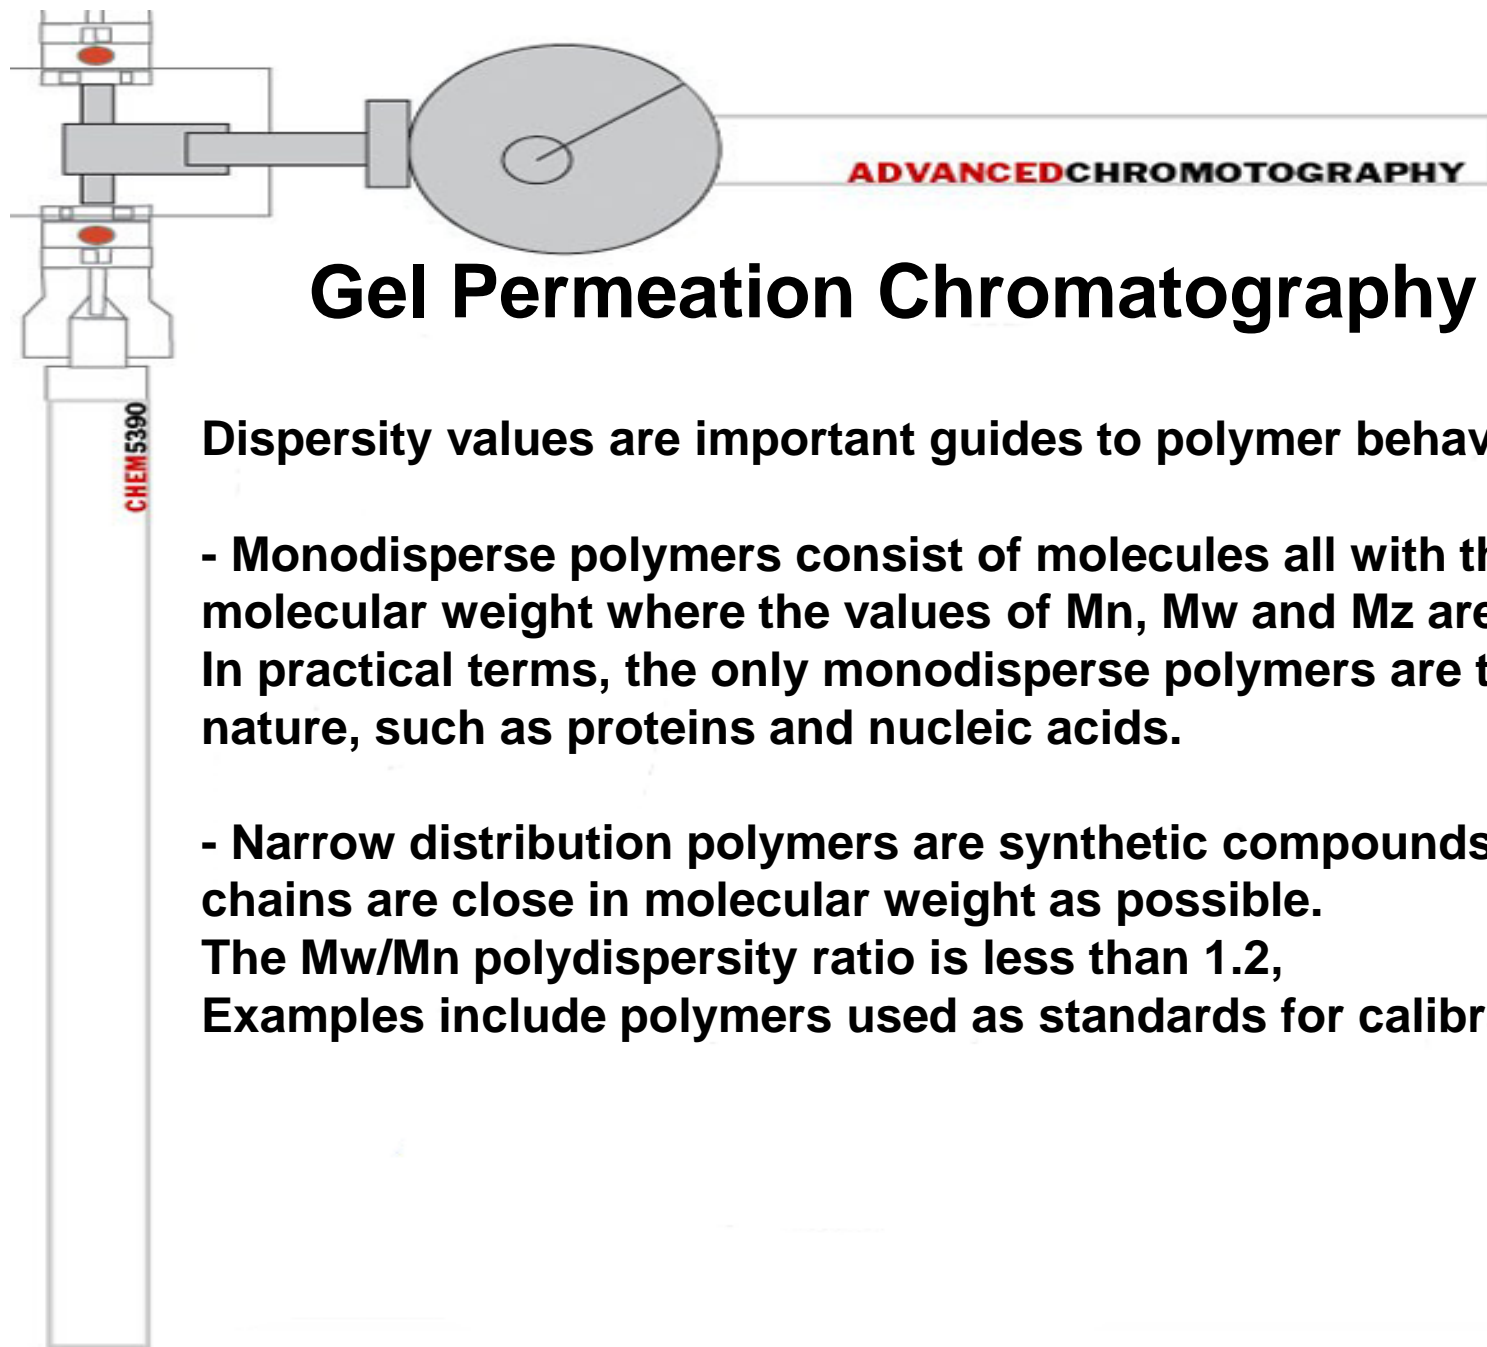 ADVANCEDCHROMOTOGRAPHY
Gel Permeation Chromatography
CHEM5390
Dispersity values are important guides to polymer
- Monodisperse polymers consist of molecules all with
molecular weight where the values of Mn, Mw and Mz are
In practical terms, the only monodisperse polymers are
nature, such as proteins and nucleic acids.
- Narrow distribution polymers are synthetic compounds
chains are close in molecular weight as possible.
The Mw/Mn polydispersity ratio is less than 1.2,
Examples include polymers used as standards for